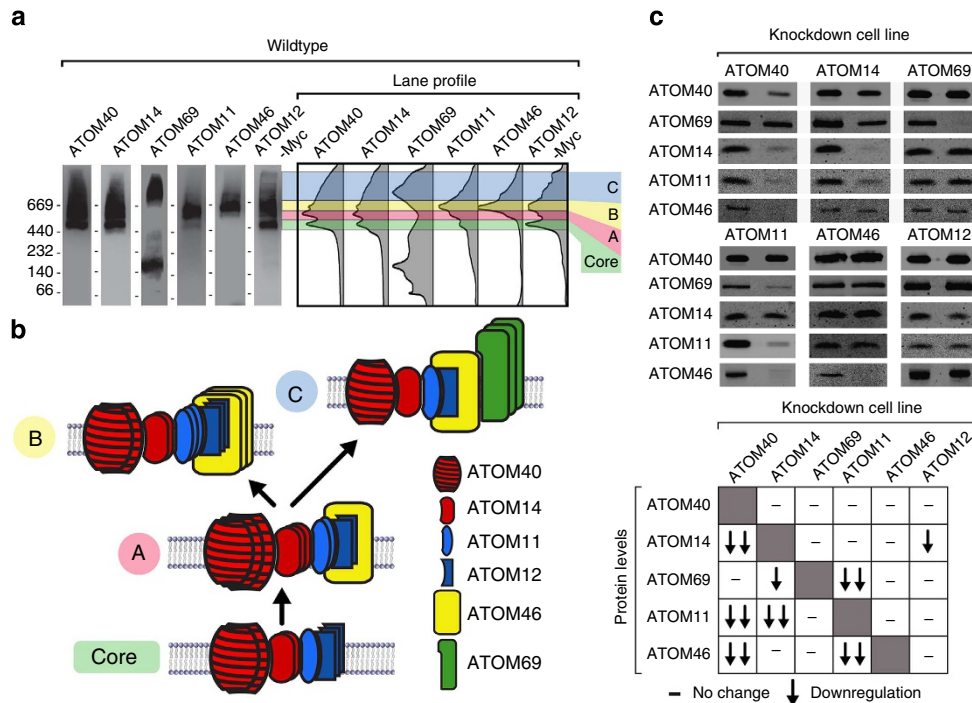 a
Wildtype
Lane profile
ATOM40
ATOM14
ATOM69
ATOM11
ATOM46
ATOM12
-Myc
ATOM40
ATOM14
ATOM69
ATOM11
ATOM46
ATOM12
-Myc
669
440
232
140
66
C
B
A
Core
b
B
C
A
Core
ATOM40
ATOM14
ATOM11
ATOM12
ATOM46
ATOM69
c
Knockdown cell line
ATOM40 ATOM14 ATOM69
ATOM40
ATOM69
ATOM14
ATOM11
ATOM46
ATOM11 ATOM46 ATOM12
ATOM40
ATOM69
ATOM14
ATOM11
ATOM46
Knockdown cell line
ATOM40
ATOM14
ATOM69
ATOM11
ATOM46
ATOM12
Protein levels
ATOM40 – – – – –
ATOM14 ↓↓ – – – ↓
ATOM69 – ↓ ↓↓ – –
ATOM11 ↓↓ ↓↓ – – –
ATOM46 ↓↓ – – ↓↓ –
– No change ↓ Downregulation